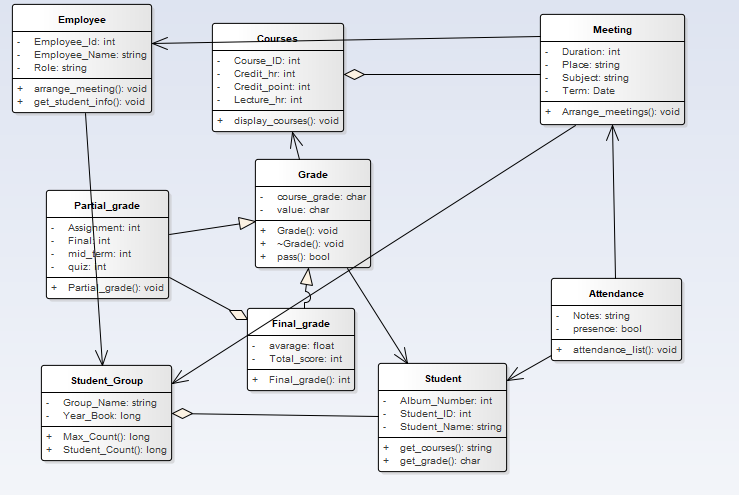 Employee
- Employee_Id: int
- Employee_Name: string
- Role: string
+ arrange_meeting(): void
+ get_student_info(): void
Courses
- Course_ID: int
- Credit_hr: int
- Credit_point: int
- Lecture_hr: int
+ display_courses(): void
Meeting
- Duration: int
- Place: string
- Subject: string
- Term: Date
+ Arrange_meetings(): void
Grade
- course_grade: char
- value: char
+ Grade(): void
+ ~Grade(): void
+ pass(): bool
Partial_grade
- Assignment: int
- Final: int
- mid_term: int
- quiz: int
+ Partial_grade(): void
Final_grade
- avarage: float
- Total_score: int
+ Final_grade(): int
Attendance
- Notes: string
- presence: bool
+ attendance_list(): void
Student_Group
- Group_Name: string
- Year_Book: long
+ Max_Count(): long
+ Student_Count(): long
Student
- Album_Number: int
- Student_ID: int
- Student_Name: string
+ get_courses(): string
+ get_grade(): char